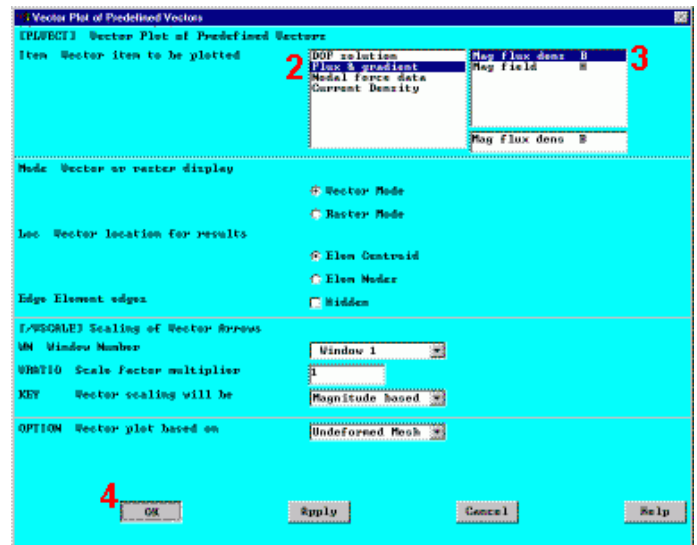 Vector Plot of Predefined Vectors
[PLVECT] Vector Plot of Predefined Vectors
Item Vector item to be plotted
2
DOF solution
Flux & gradient
Nodal force data
Current Density
Mag flux dens B
Mag field H
3
Mag flux dens B
Mode Vector or raster display
Vector Mode
Raster Mode
Loc Vector location for results
Elem Centroid
Elem Nodes
Edge Element edges
Hidden
[/VSCALE] Scaling of Vector Arrows
WN Window Number
Window 1
VRATIO Scale factor multiplier
1
KEY Vector scaling will be
Magnitude based
OPTION Vector plot based on
Undeformed Mesh
4
OK
Apply
Cancel
Help